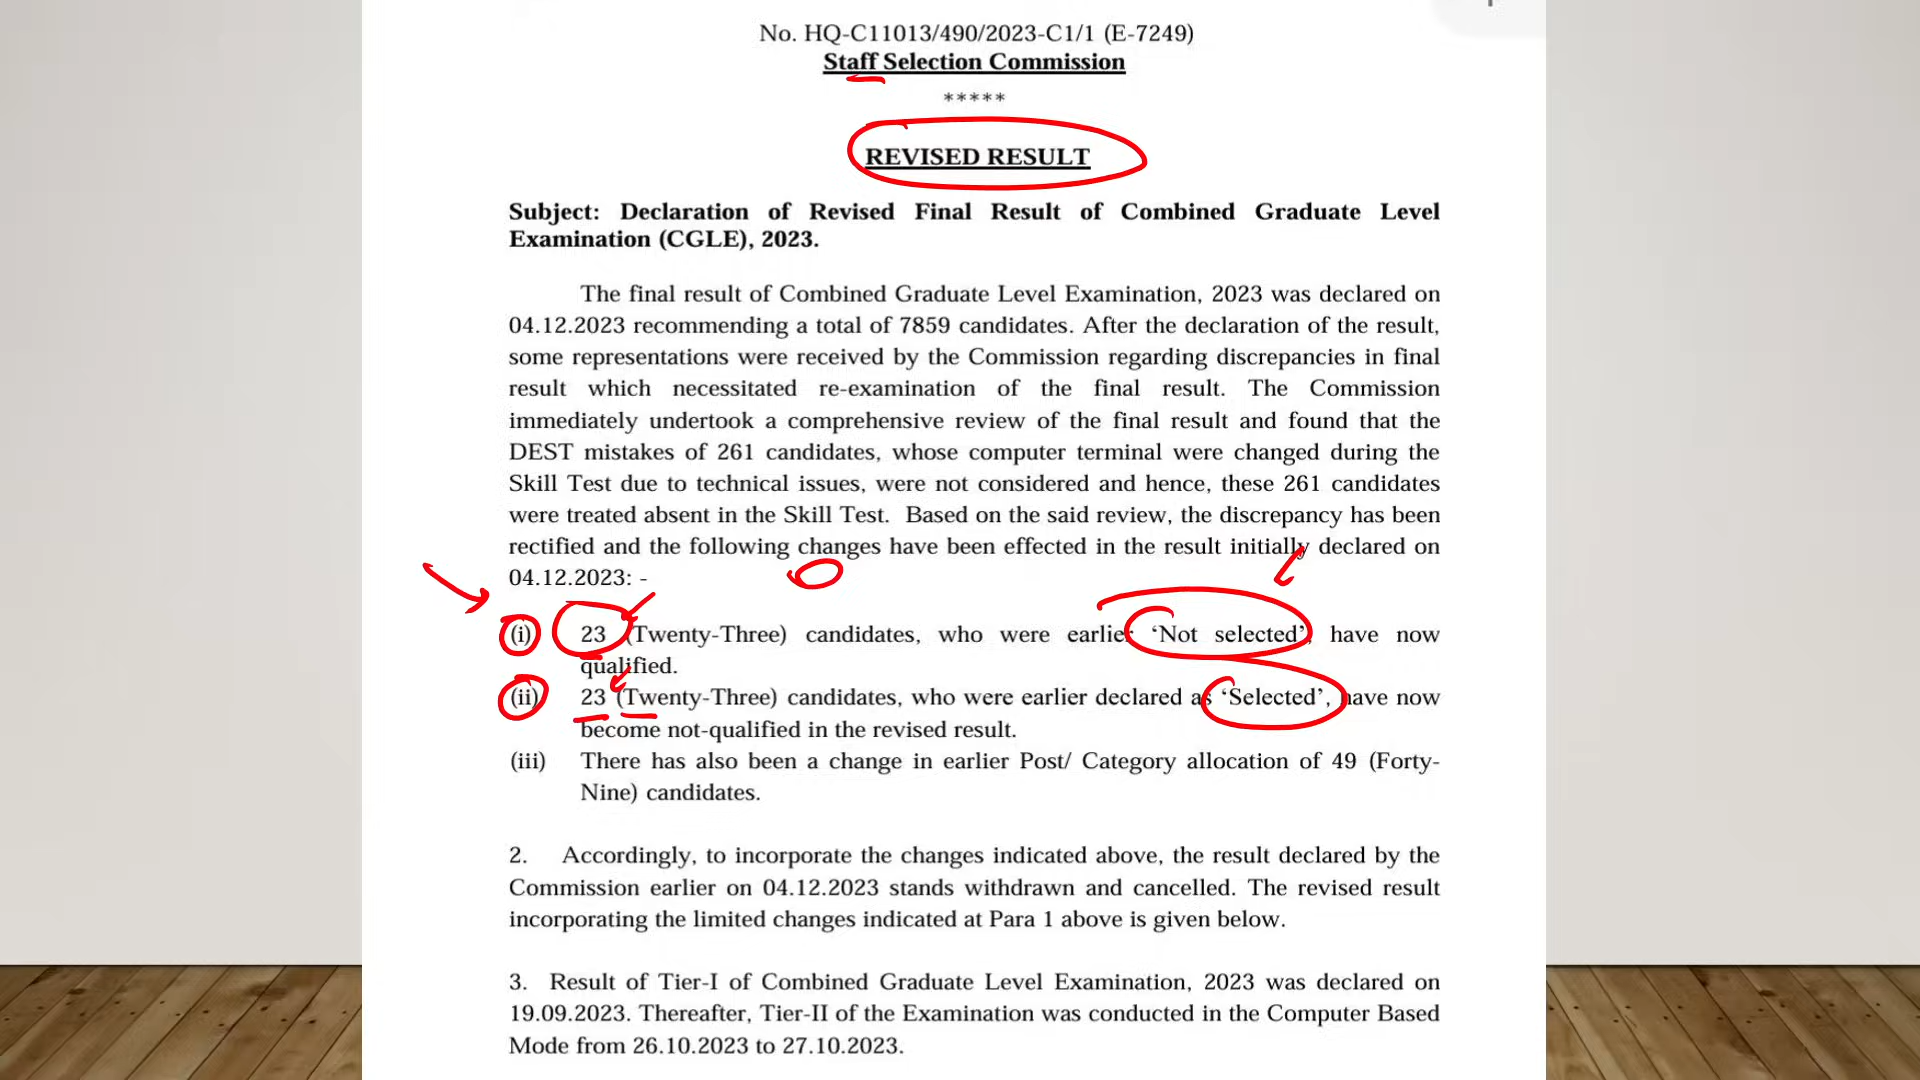 No. HQ-C11013/490/2023-C1/1 (E-7249)
Staff Selection Commission
*****
REVISED RESULT
Subject: Declaration of Revised Final Result of Combined Graduate Level
Examination (CGLE), 2023.
The final result of Combined Graduate Level Examination, 2023 was declared on
04.12.2023 recommending a total of 7859 candidates. After the declaration of the result,
some representations were received by the Commission regarding discrepancies in final
result which necessitated re-examination of the final result. The Commission
immediately undertook a comprehensive review of the final result and found that the
DEST mistakes of 261 candidates, whose computer terminal were changed during the
Skill Test due to technical issues, were not considered and hence, these 261 candidates
were treated absent in the Skill Test. Based on the said review, the discrepancy has been
rectified and the following changes have been effected in the result initially declared on
04.12.2023: -
(i) 23 (Twenty-Three) candidates, who were earlier ‘Not selected’, have now
qualified.
(ii) 23 (Twenty-Three) candidates, who were earlier declared as ‘Selected’, have now
become not-qualified in the revised result.
(iii) There has also been a change in earlier Post/ Category allocation of 49 (Forty-
Nine) candidates.
2. Accordingly, to incorporate the changes indicated above, the result declared by the
Commission earlier on 04.12.2023 stands withdrawn and cancelled. The revised result
incorporating the limited changes indicated at Para 1 above is given below.
3. Result of Tier-I of Combined Graduate Level Examination, 2023 was declared on
19.09.2023. Thereafter, Tier-II of the Examination was conducted in the Computer Based
Mode from 26.10.2023 to 27.10.2023.